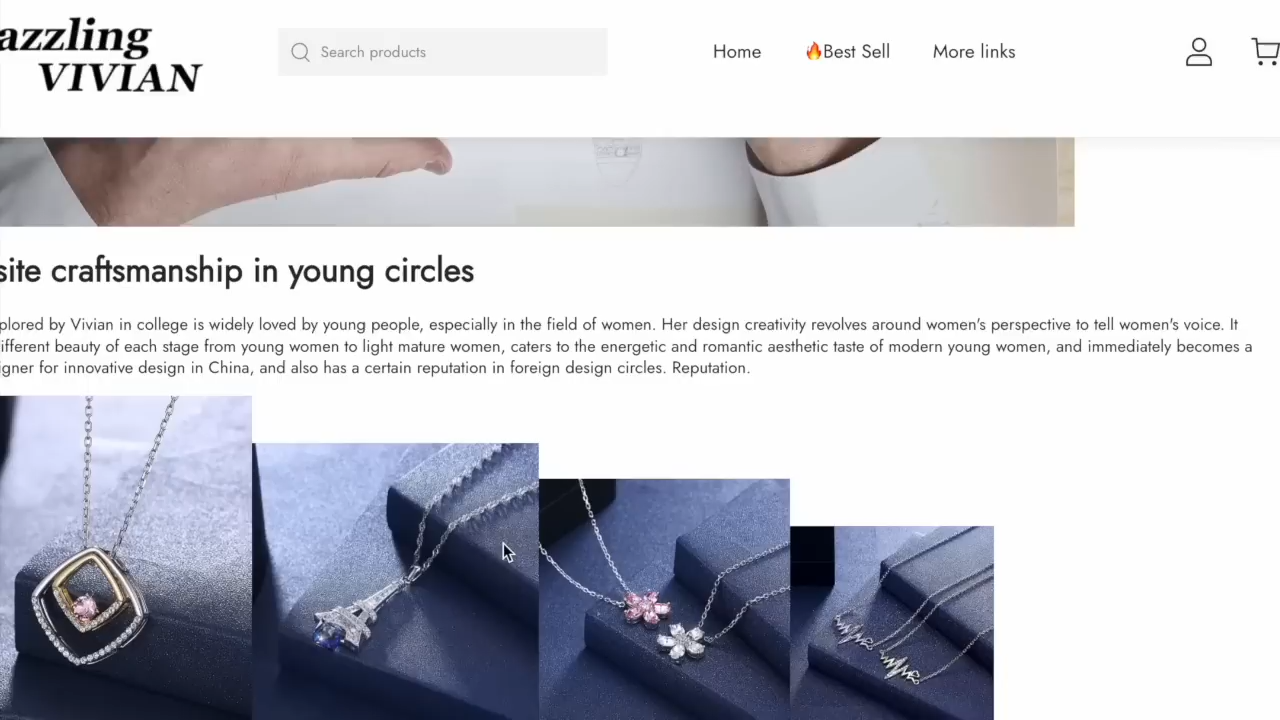 azzling
VIVIAN
Search products
Home
🔥Best Sell
More links
site craftsmanship in young circles
plored by Vivian in college is widely loved by young people, especially in the field of women. Her design creativity revolves around women's perspective to tell women's voice. It
ifferent beauty of each stage from young women to light mature women, caters to the energetic and romantic aesthetic taste of modern young women, and immediately becomes a
igner for innovative design in China, and also has a certain reputation in foreign design circles. Reputation.